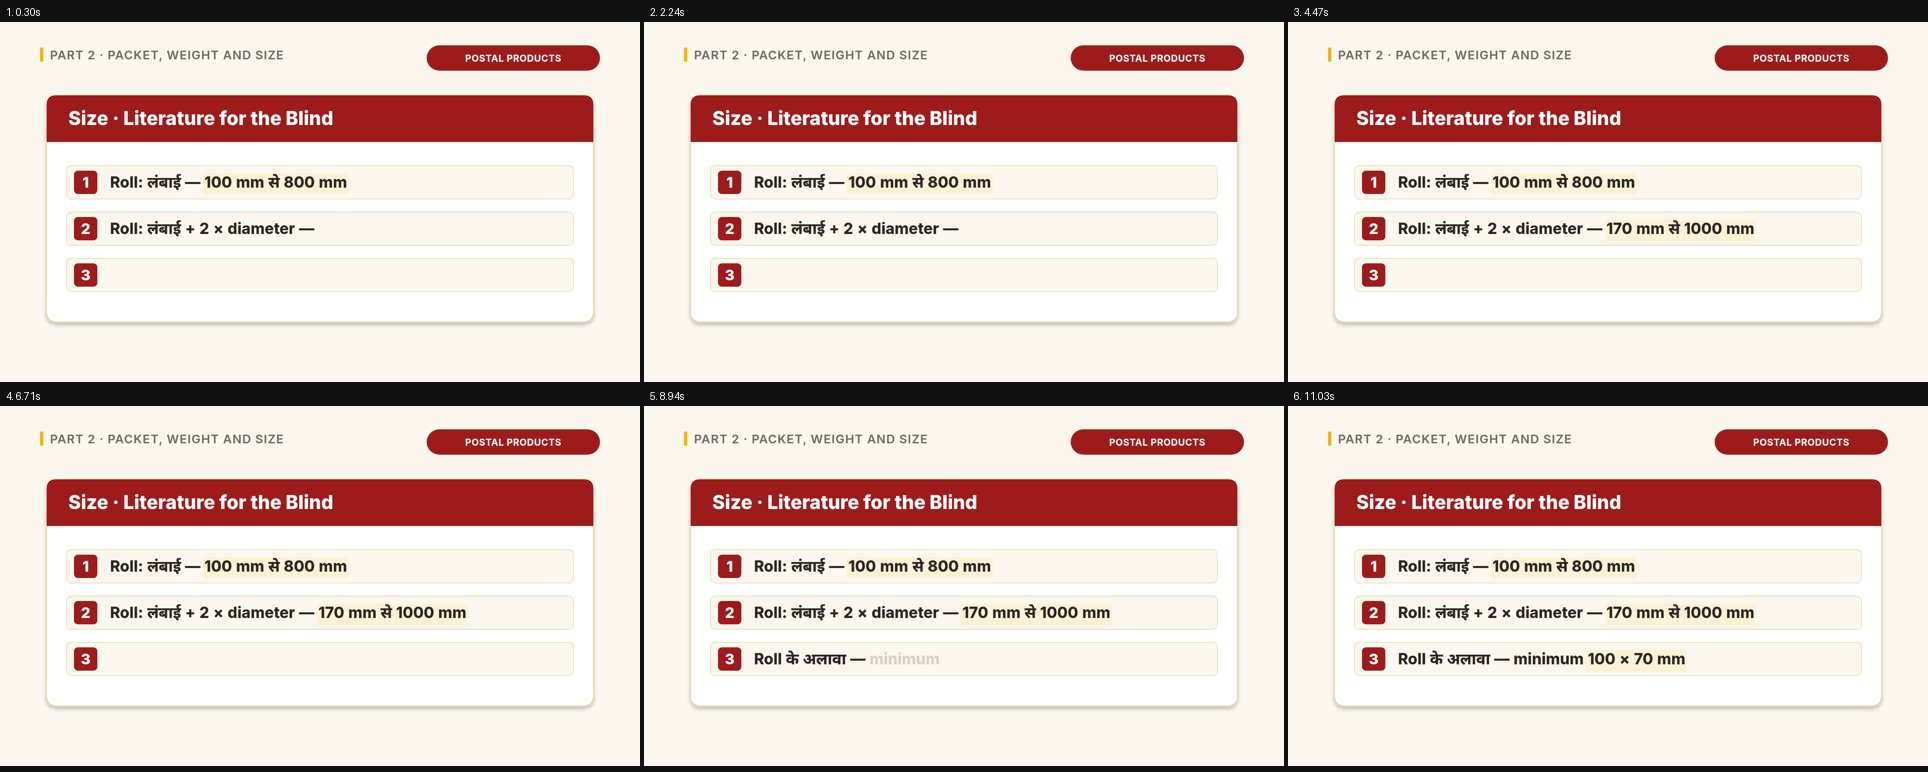 1. 0.30s
PART 2 · PACKET, WEIGHT AND SIZE
POSTAL PRODUCTS
Size · Literature for the Blind
1 Roll: लंबाई — 100 mm से 800 mm
2 Roll: लंबाई + 2 × diameter —
3
2. 2.24s
PART 2 · PACKET, WEIGHT AND SIZE
POSTAL PRODUCTS
Size · Literature for the Blind
1 Roll: लंबाई — 100 mm से 800 mm
2 Roll: लंबाई + 2 × diameter —
3
3. 4.47s
PART 2 · PACKET, WEIGHT AND SIZE
POSTAL PRODUCTS
Size · Literature for the Blind
1 Roll: लंबाई — 100 mm से 800 mm
2 Roll: लंबाई + 2 × diameter — 170 mm से 1000 mm
3
4. 6.71s
PART 2 · PACKET, WEIGHT AND SIZE
POSTAL PRODUCTS
Size · Literature for the Blind
1 Roll: लंबाई — 100 mm से 800 mm
2 Roll: लंबाई + 2 × diameter — 170 mm से 1000 mm
3
5. 8.94s
PART 2 · PACKET, WEIGHT AND SIZE
POSTAL PRODUCTS
Size · Literature for the Blind
1 Roll: लंबाई — 100 mm से 800 mm
2 Roll: लंबाई + 2 × diameter — 170 mm से 1000 mm
3 Roll के अलावा — minimum
6. 11.03s
PART 2 · PACKET, WEIGHT AND SIZE
POSTAL PRODUCTS
Size · Literature for the Blind
1 Roll: लंबाई — 100 mm से 800 mm
2 Roll: लंबाई + 2 × diameter — 170 mm से 1000 mm
3 Roll के अलावा — minimum 100 × 70 mm